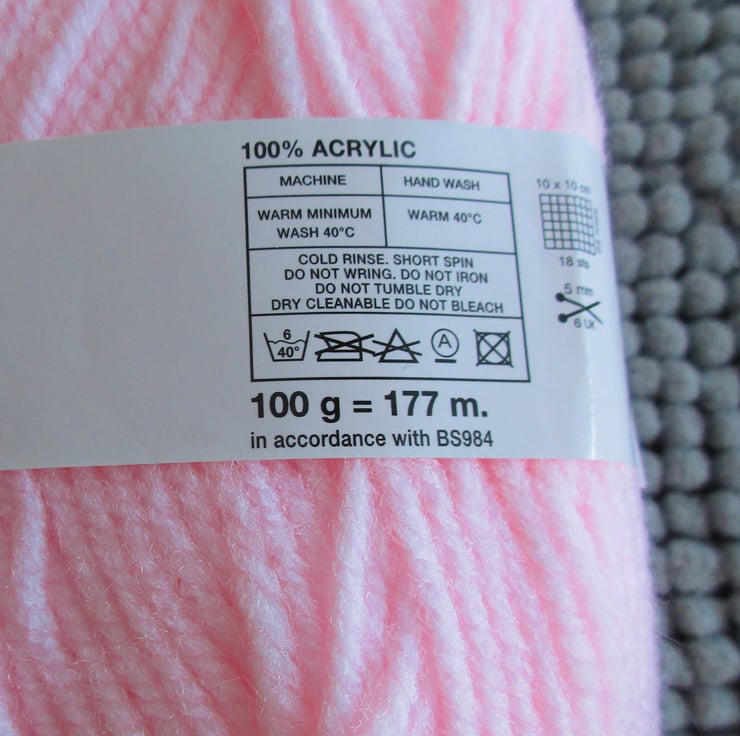 100% ACRYLIC
MACHINE
HAND WASH
WARM MINIMUM
WASH 40°C
WARM 40°C
COLD RINSE. SHORT SPIN
DO NOT WRING. DO NOT IRON
DO NOT TUMBLE DRY
DRY CLEANABLE DO NOT BLEACH
6
40°
A
100 g = 177 m.
in accordance with BS984
10 x 10 cm
18 sts
5 mm
6 UK